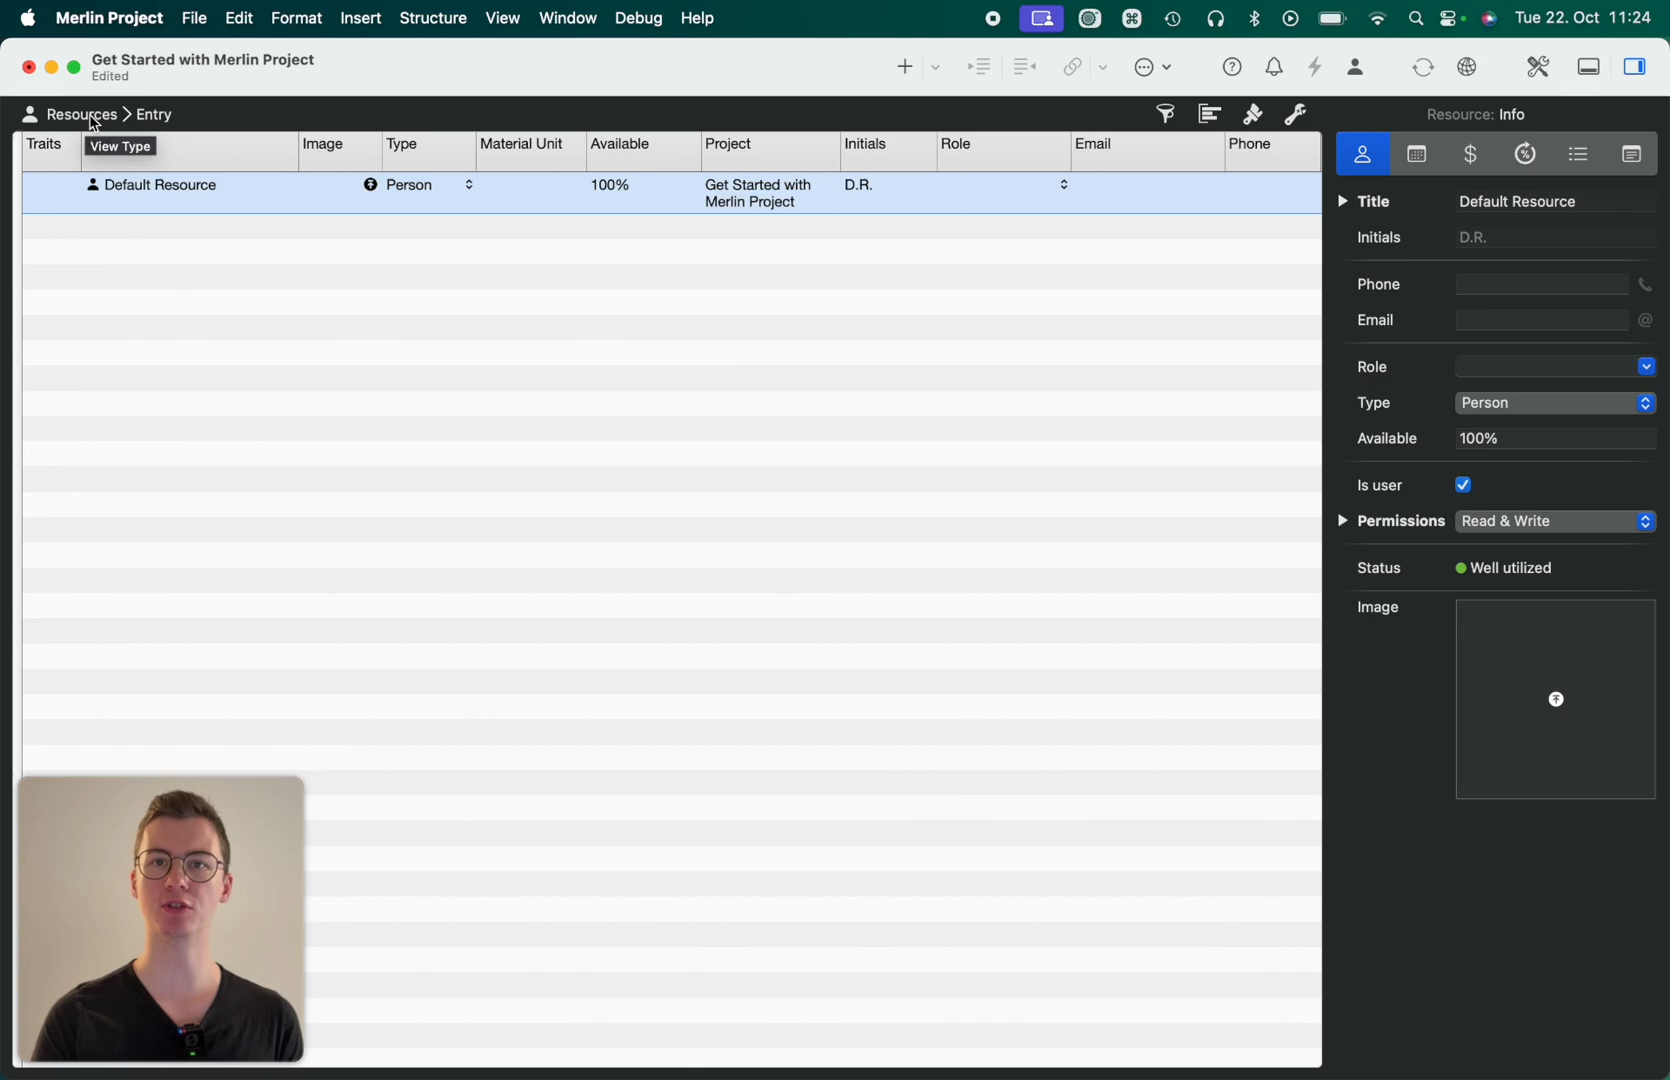 Merlin Project File Edit Format Insert Structure View Window Debug Help Tue 22. Oct 11:24
Get Started with Merlin Project
Edited
Resources > Entry
Resource: Info
View Type
Traits Image Type Material Unit Available Project Initials Role Email Phone
Default Resource Person 100% Get Started with D.R.
Merlin Project
Title Default Resource
Initials D.R.
Phone
Email @
Role
Type Person
Available 100%
Is user
Permissions Read & Write
Status Well utilized
Image